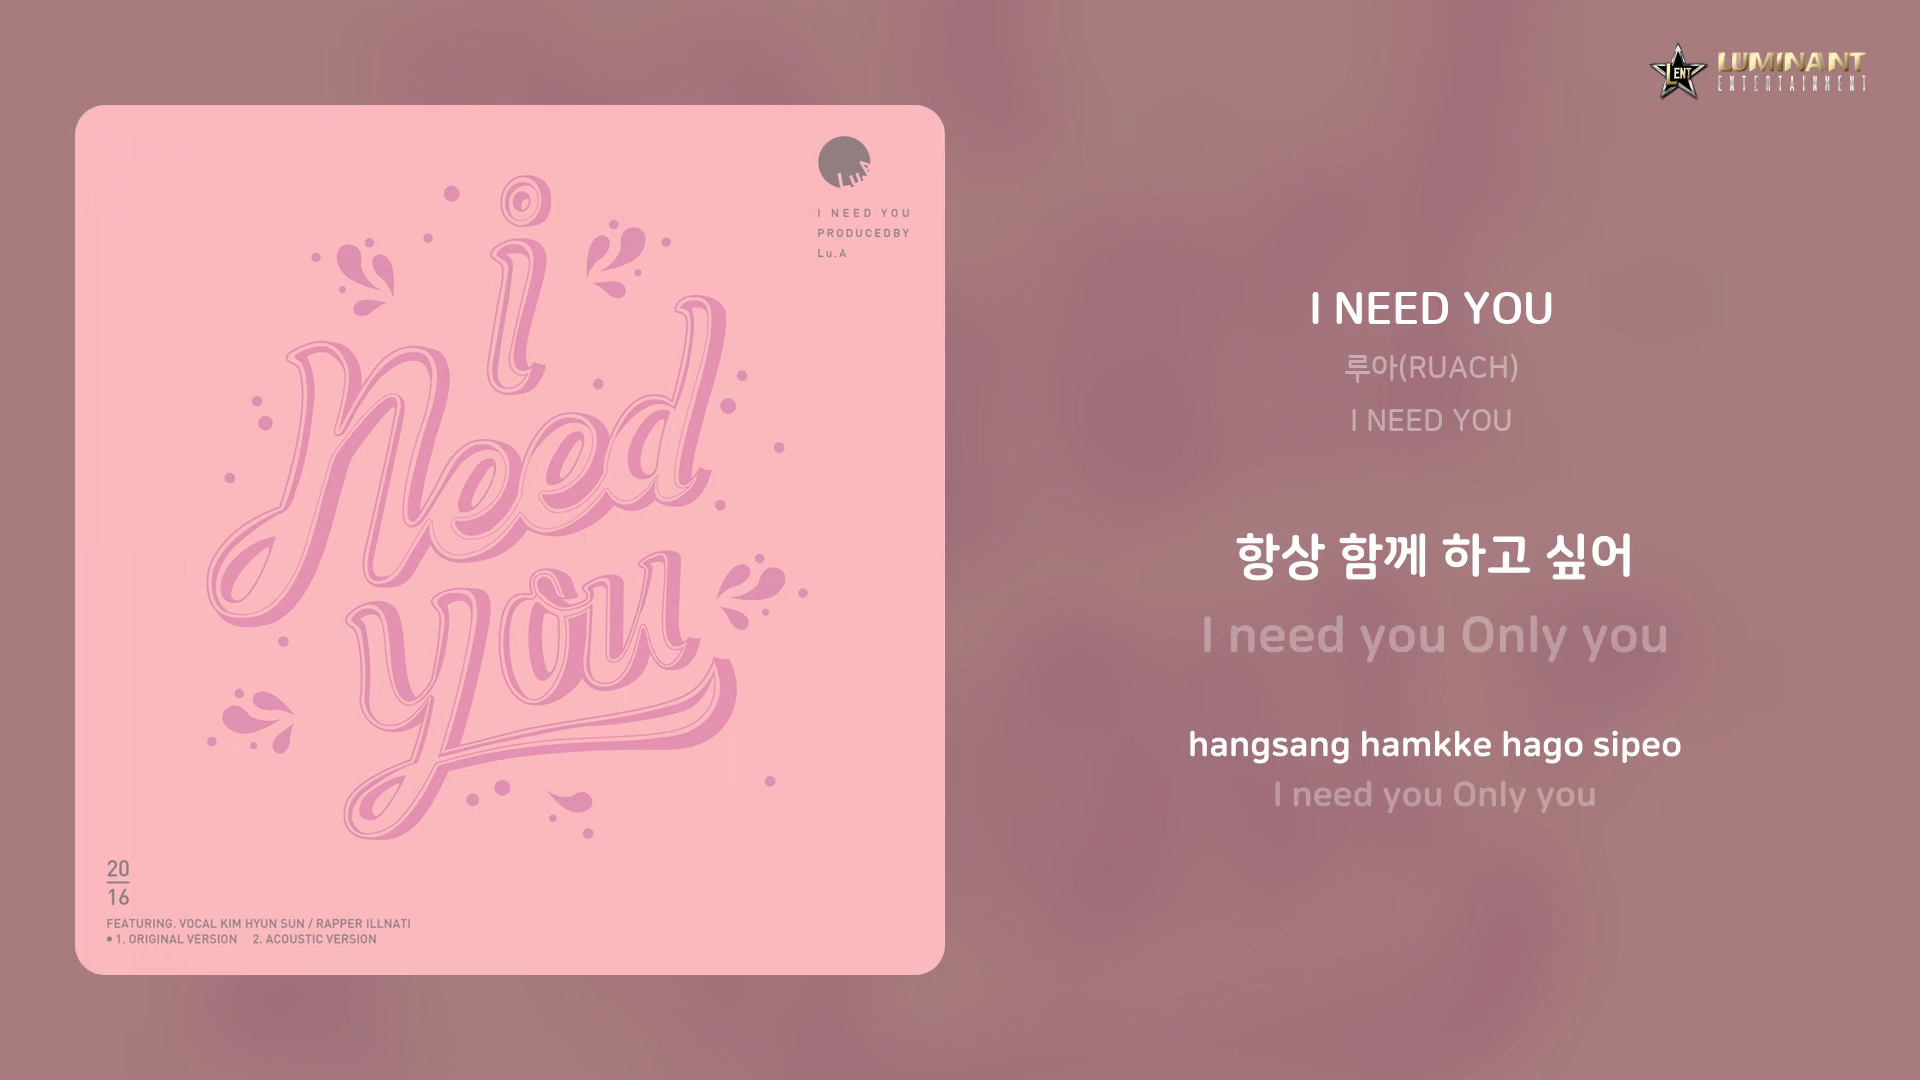 LENT
LUMINANT
ENTERTAINMENT
Lu.A
I NEED YOU
PRODUCEDBY
Lu.A
i
Need
you
20
16
FEATURING. VOCAL KIM HYUN SUN / RAPPER ILLNATI
• 1. ORIGINAL VERSION 2. ACOUSTIC VERSION
I NEED YOU
루아(RUACH)
I NEED YOU
항상 함께 하고 싶어
I need you Only you
hangsang hamkke hago sipeo
I need you Only you